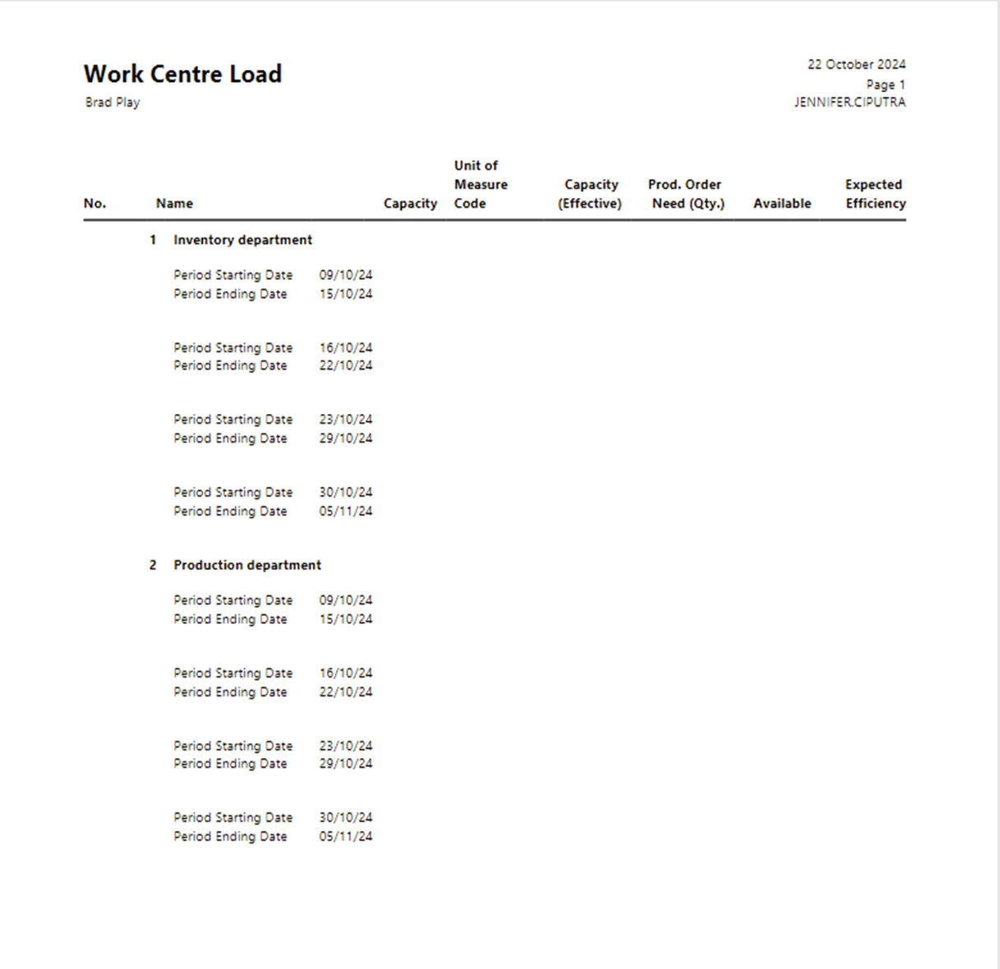 Work Centre Load
Brad Play
22 October 2024
Page 1
JENNIFER.CIPUTRA
No. Name Capacity Unit of Measure Code Capacity (Effective) Prod. Order Need (Qty.) Available Expected Efficiency
1 Inventory department
Period Starting Date 09/10/24
Period Ending Date 15/10/24
Period Starting Date 16/10/24
Period Ending Date 22/10/24
Period Starting Date 23/10/24
Period Ending Date 29/10/24
Period Starting Date 30/10/24
Period Ending Date 05/11/24
2 Production department
Period Starting Date 09/10/24
Period Ending Date 15/10/24
Period Starting Date 16/10/24
Period Ending Date 22/10/24
Period Starting Date 23/10/24
Period Ending Date 29/10/24
Period Starting Date 30/10/24
Period Ending Date 05/11/24